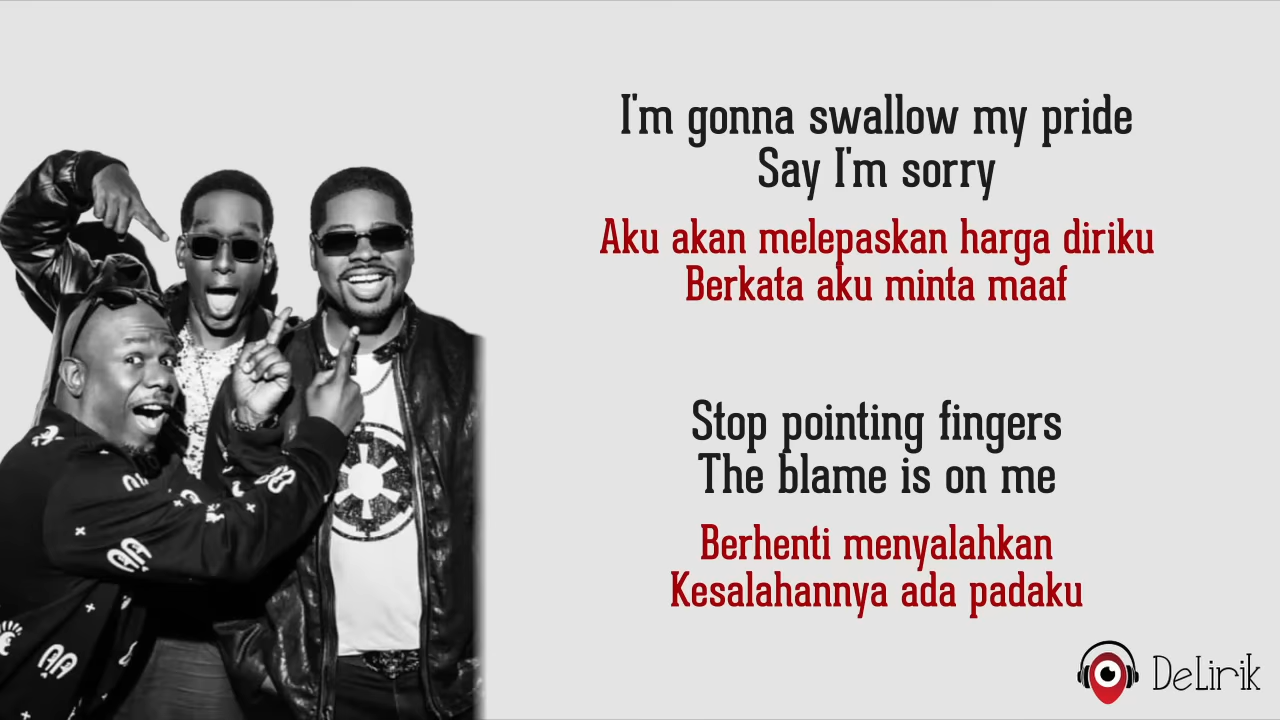 I'm gonna swallow my pride
Say I'm sorry
Aku akan melepaskan harga diriku
Berkata aku minta maaf
Stop pointing fingers
The blame is on me
Berhenti menyalahkan
Kesalahannya ada padaku
DeLirik